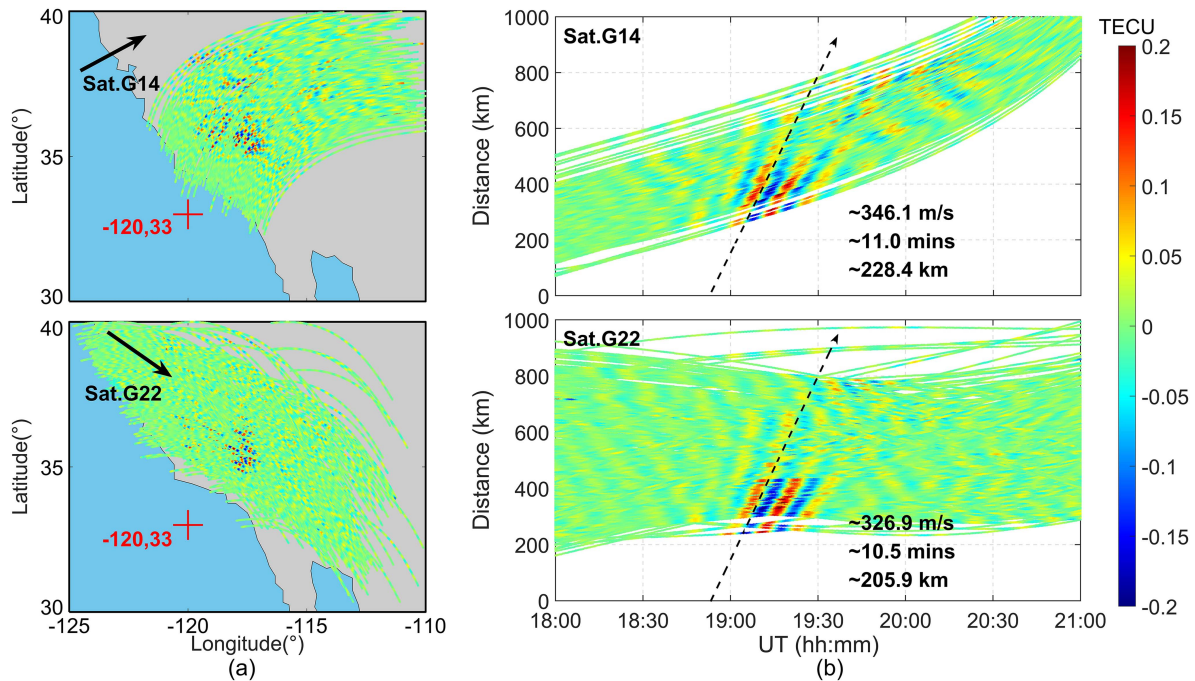 40
35
30
Latitude(°)
Sat.G14
-120,33
40
35
30
Latitude(°)
Sat.G22
-120,33
-125
-120
-115
-110
Longitude(°)
(a)
1000
800
600
400
200
0
Distance (km)
Sat.G14
~346.1 m/s
~11.0 mins
~228.4 km
1000
800
600
400
200
0
Distance (km)
Sat.G22
~326.9 m/s
~10.5 mins
~205.9 km
18:00
18:30
19:00
19:30
20:00
20:30
21:00
UT (hh:mm)
(b)
TECU
0.2
0.15
0.1
0.05
0
-0.05
-0.1
-0.15
-0.2